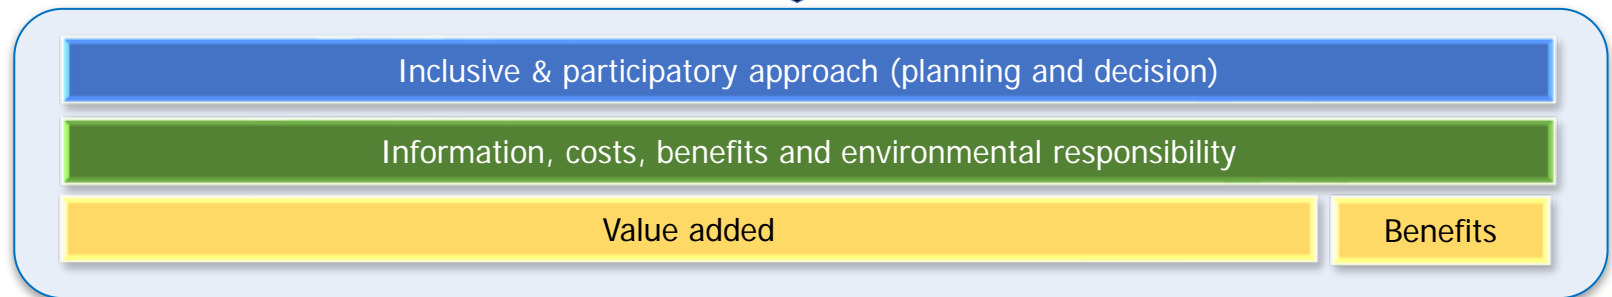 Inclusive & participatory approach (planning and decision)
Information, costs, benefits and environmental responsibility
Value added
Benefits